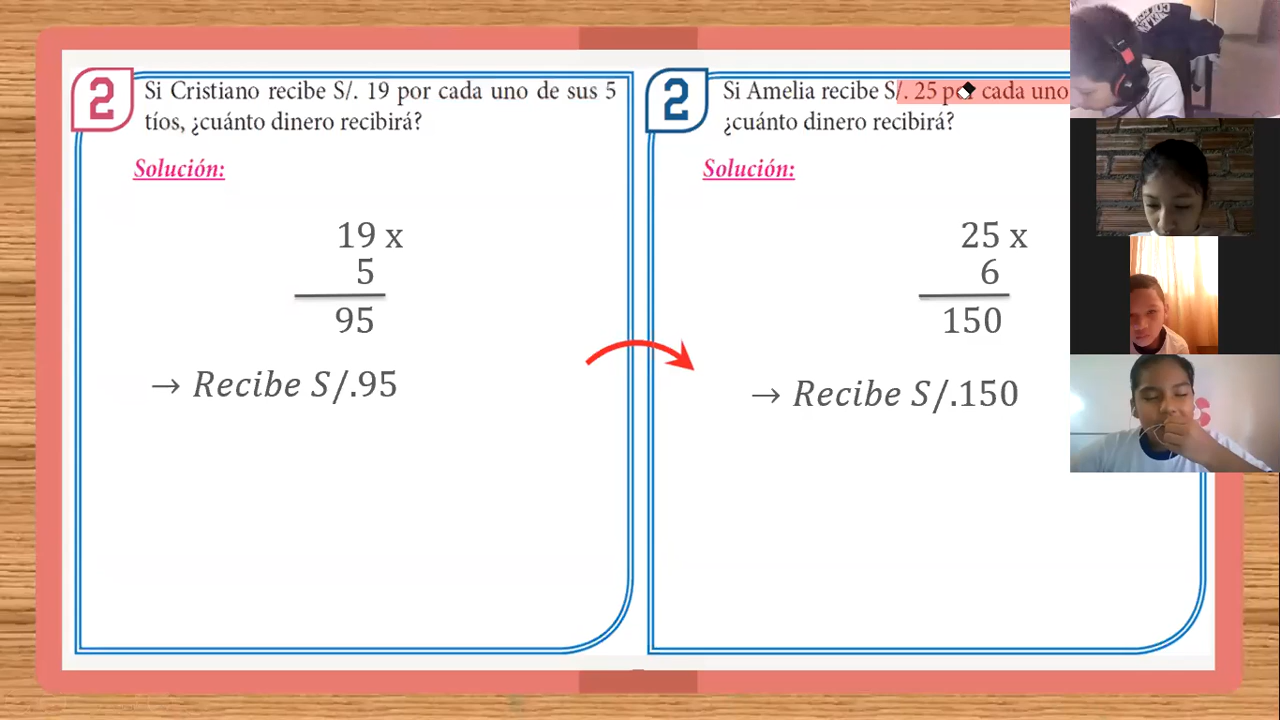 2
Si Cristiano recibe S/. 19 por cada uno de sus 5
tíos, ¿cuánto dinero recibirá?
Solución:
19 x
5
95
→ Recibe S/.95
2
Si Amelia recibe S/. 25 por cada uno
¿cuánto dinero recibirá?
Solución:
25 x
6
150
→ Recibe S/.150